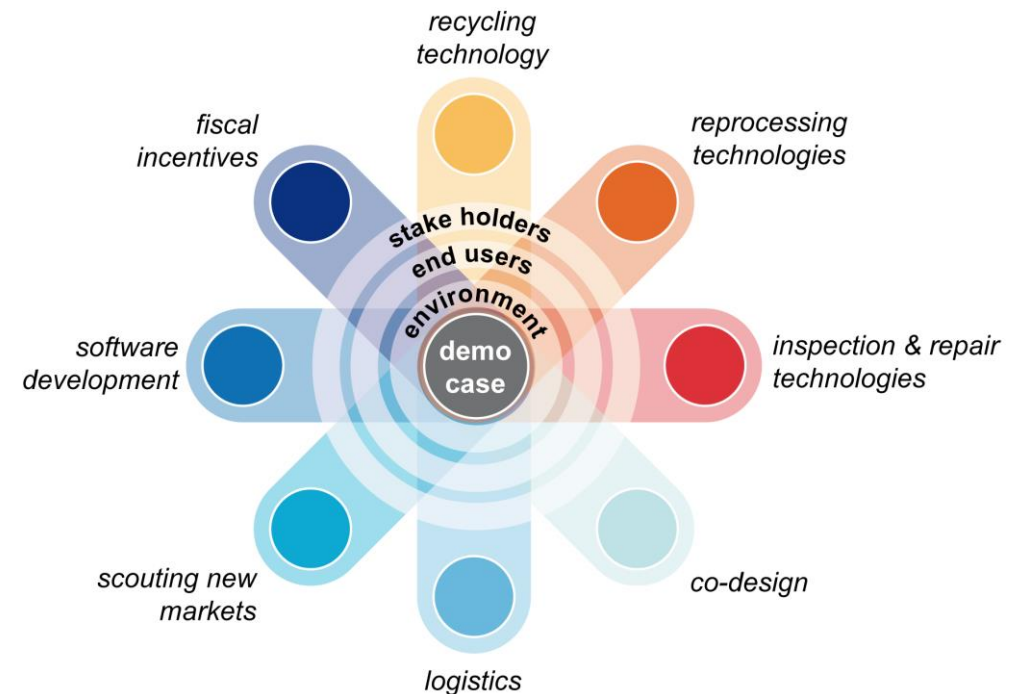 recycling
technology
fiscal
incentives
reprocessing
technologies
stake holders
end users
environment
demo
case
software
development
inspection & repair
technologies
scouting new
markets
co-design
logistics